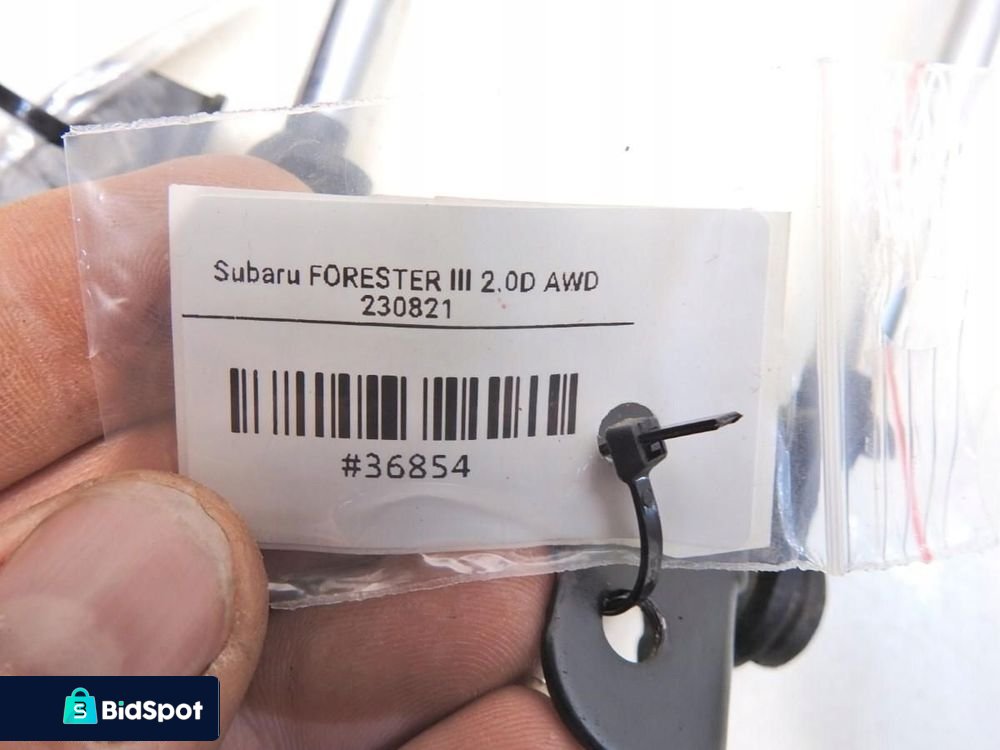 Subaru FORESTER III 2.0D AWD
230821
#36854
BidSpot